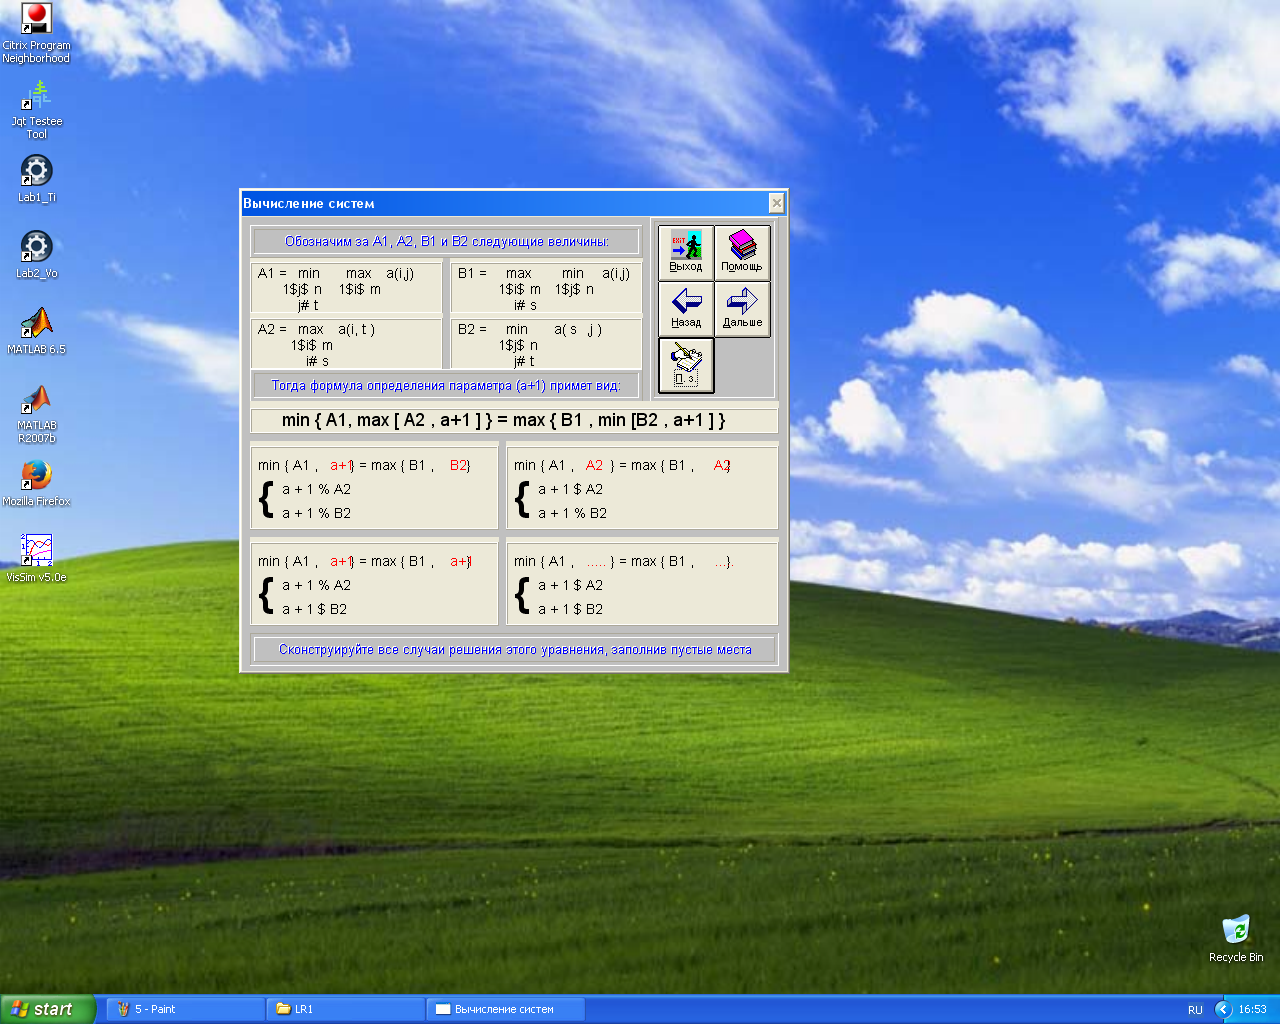 Citrix Program
Neighborhood
Jqt Testee
Tool
Lab1_Ti
Lab2_Vo
MATLAB 6.5
MATLAB
R2007b
Mozilla Firefox
VisSim v5.0e
Вычисление систем
Обозначим за A1, A2, B1 и B2 следующие величины:
A1 = min max a(i,j)
1$j$ n 1$i$ m
j# t
B1 = max min a(i,j)
1$i$ m 1$j$ n
i# s
A2 = max a(i, t )
1$i$ m
i# s
B2 = min a( s ,j )
1$j$ n
j# t
EXIT
Выход
Помощь
Назад
Дальше
П. з.
Тогда формула определения параметра (a+1) примет вид:
min { A1, max [ A2 , a+1 ] } = max { B1 , min [B2 , a+1 ] }
min { A1 , a+1} = max { B1 , B2}
{ a + 1 % A2
a + 1 % B2
min { A1 , A2 } = max { B1 , A2}
{ a + 1 $ A2
a + 1 % B2
min { A1 , a+1} = max { B1 , a+1}
{ a + 1 % A2
a + 1 $ B2
min { A1 , ..... } = max { B1 , ...}.
{ a + 1 $ A2
a + 1 $ B2
Сконструируйте все случаи решения этого уравнения, заполнив пустые места
Recycle Bin
start
5 - Paint
LR1
Вычисление систем
RU
16:53